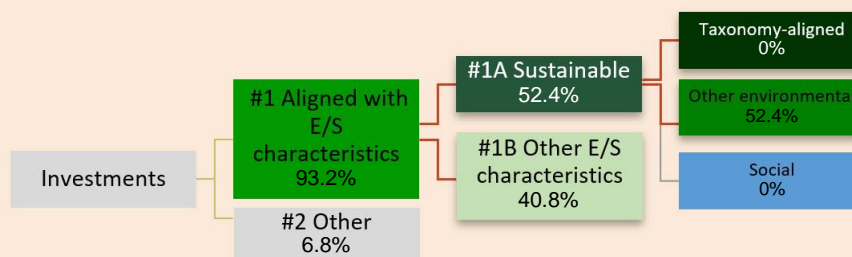 Investments
#1 Aligned with
E/S
characteristics
93.2%
#2 Other
6.8%
#1A Sustainable
52.4%
#1B Other E/S
characteristics
40.8%
Taxonomy-aligned
0%
Other environmenta
52.4%
Social
0%